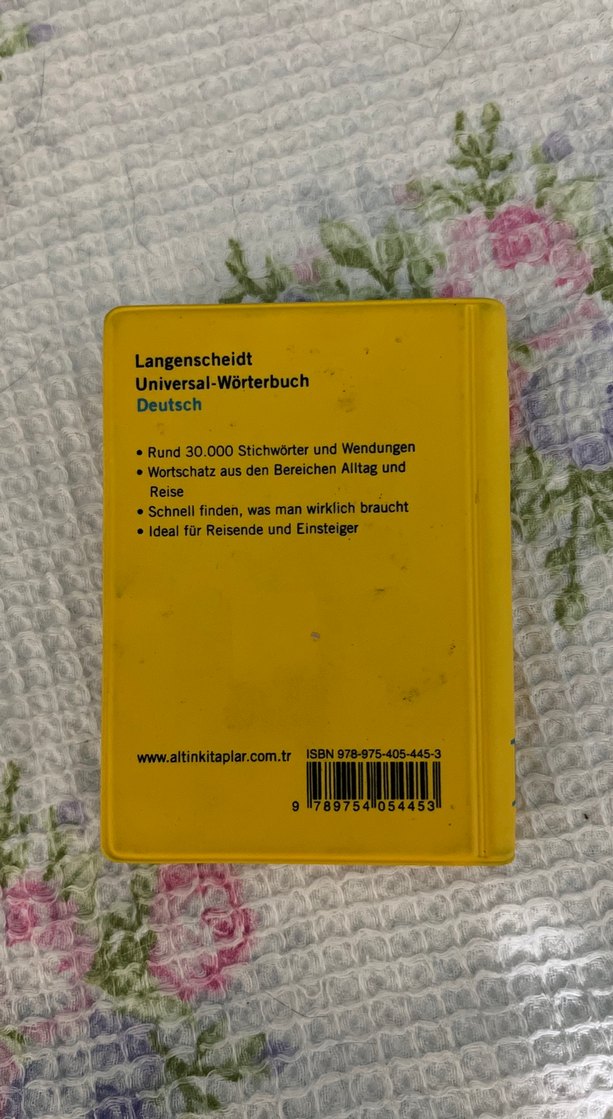 Langenscheidt
Universal-Wörterbuch
Deutsch
• Rund 30.000 Stichwörter und Wendungen
• Wortschatz aus den Bereichen Alltag und
Reise
• Schnell finden, was man wirklich braucht
• Ideal für Reisende und Einsteiger
www.altinkitaplar.com.tr
ISBN 978-975-405-445-3
9 789754 054453